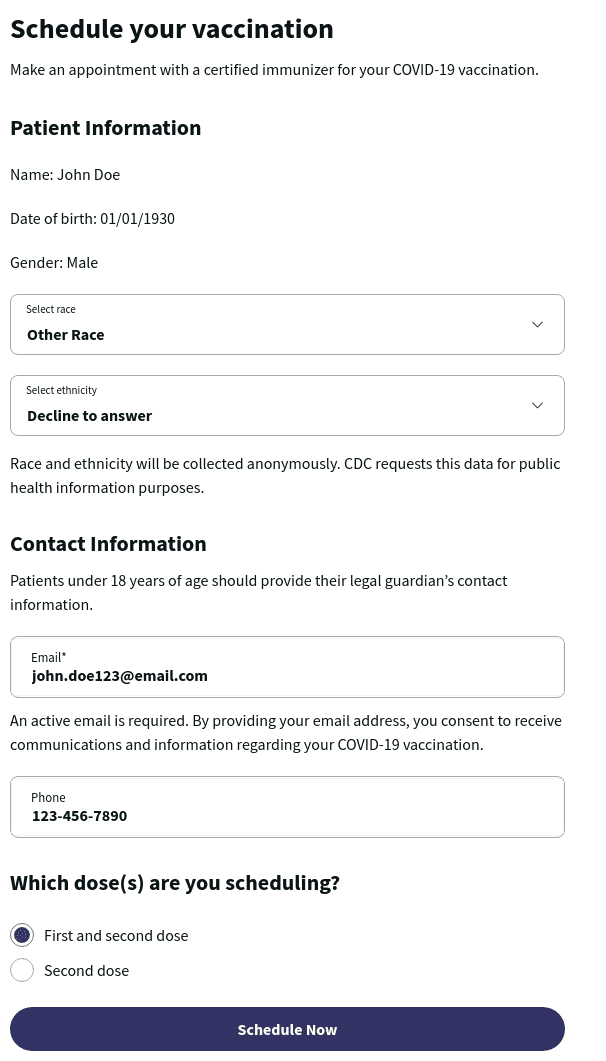 Schedule your vaccination
Make an appointment with a certified immunizer for your COVID-19 vaccination.
Patient Information
Name: John Doe
Date of birth: 01/01/1930
Gender: Male
Select race
Other Race
Select ethnicity
Decline to answer
Race and ethnicity will be collected anonymously. CDC requests this data for public
health information purposes.
Contact Information
Patients under 18 years of age should provide their legal guardian’s contact
information.
Email*
john.doe123@email.com
An active email is required. By providing your email address, you consent to receive
communications and information regarding your COVID-19 vaccination.
Phone
123-456-7890
Which dose(s) are you scheduling?
First and second dose
Second dose
Schedule Now